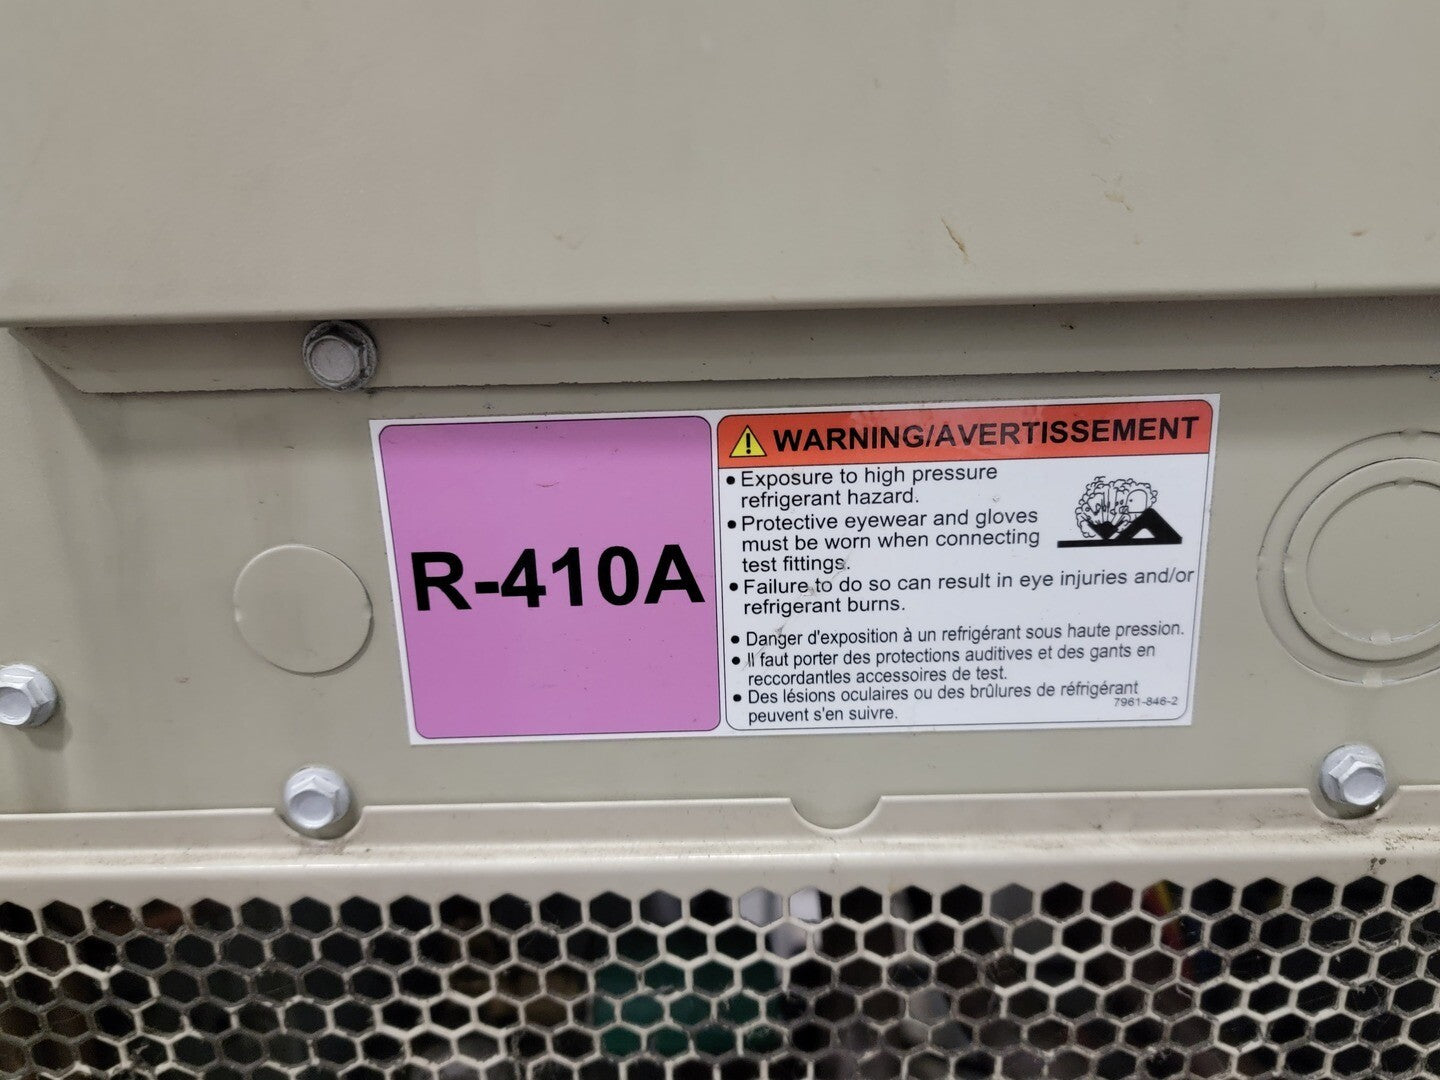 R-410A
WARNING/AVERTISSEMENT
• Exposure to high pressure
refrigerant hazard.
• Protective eyewear and gloves
must be worn when connecting
test fittings.
• Failure to do so can result in eye injuries and/or
refrigerant burns.
• Danger d'exposition à un refrigérant sous haute pression.
• Il faut porter des protections auditives et des gants en
reccordantles accessoires de test.
• Des lésions oculaires ou des brûlures de réfrigérant
peuvent s'en suivre.
7961-846-2